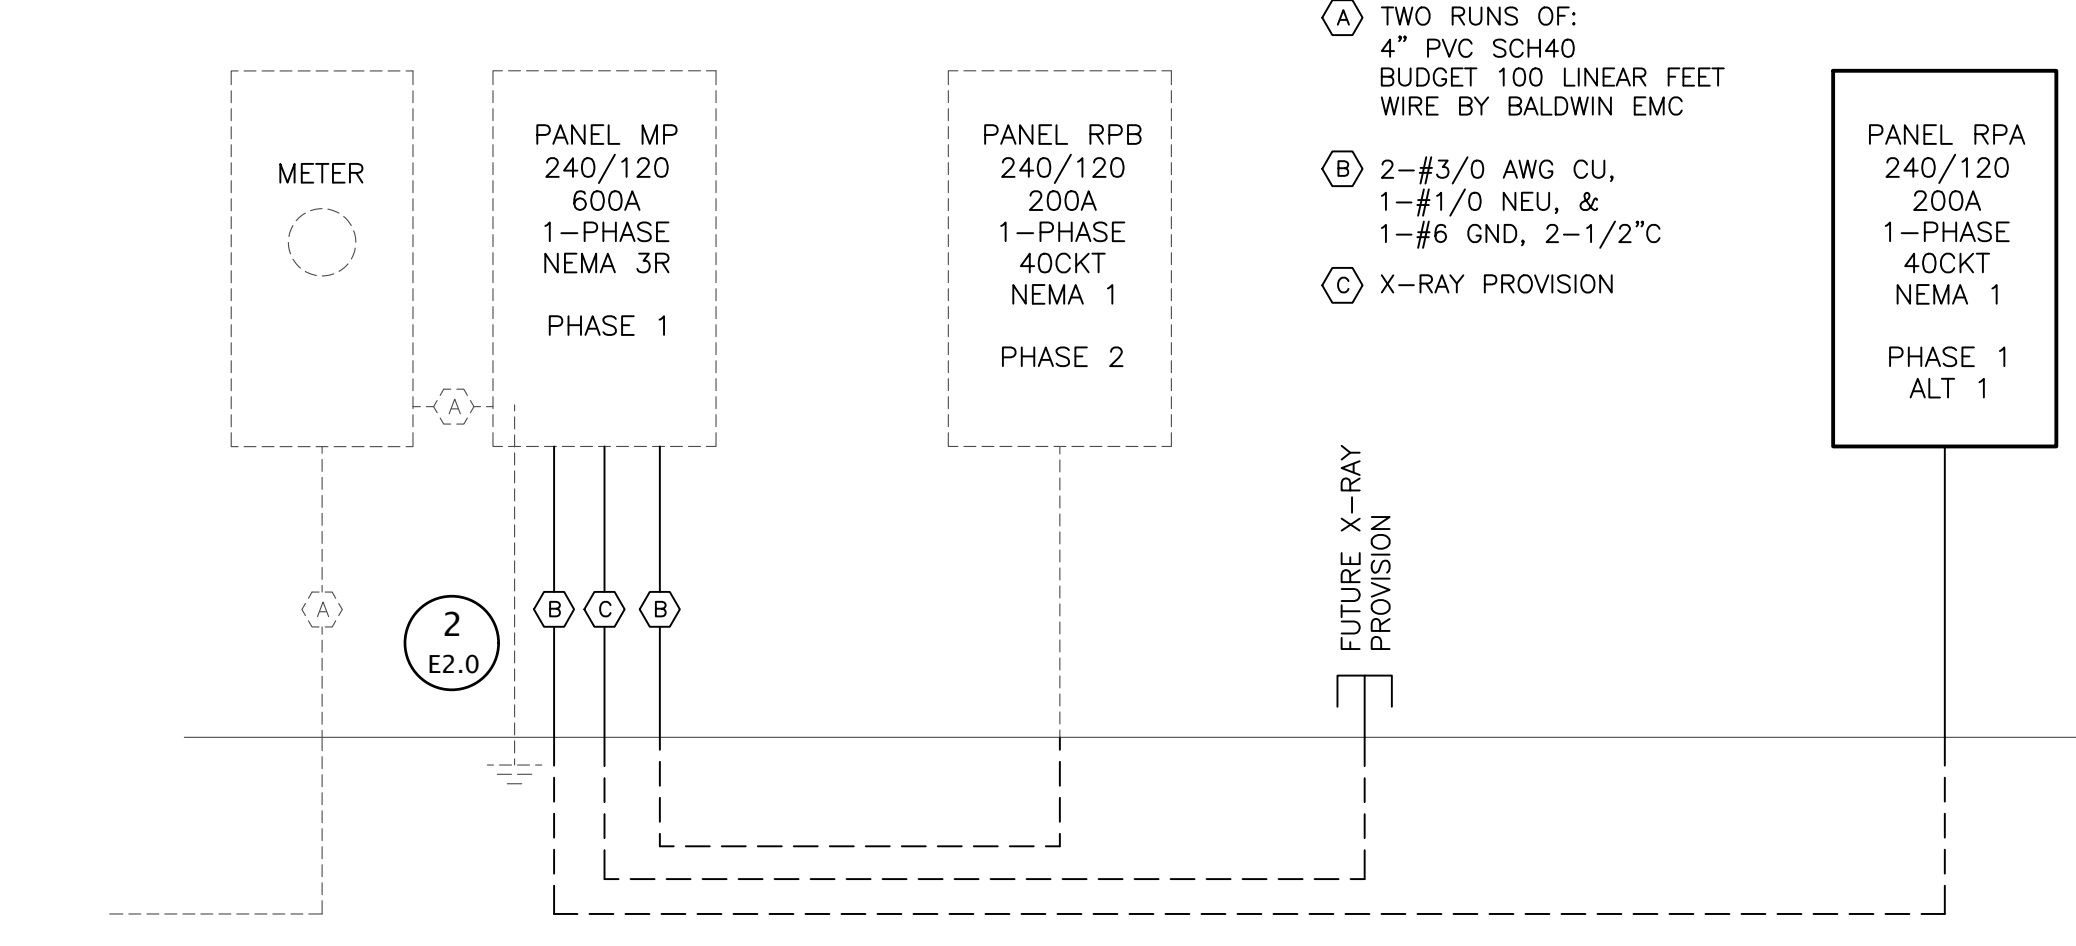 METER
A
A
2
E2.0
PANEL MP
240/120
600A
1-PHASE
NEMA 3R
PHASE 1
B
C
B
PANEL RPB
240/120
200A
1-PHASE
40CKT
NEMA 1
PHASE 2
A TWO RUNS OF:
4" PVC SCH40
BUDGET 100 LINEAR FEET
WIRE BY BALDWIN EMC
B 2-#3/0 AWG CU,
1-#1/0 NEU, &
1-#6 GND, 2-1/2"C
C X-RAY PROVISION
FUTURE X-RAY
PROVISION
PANEL RPA
240/120
200A
1-PHASE
40CKT
NEMA 1
PHASE 1
ALT 1